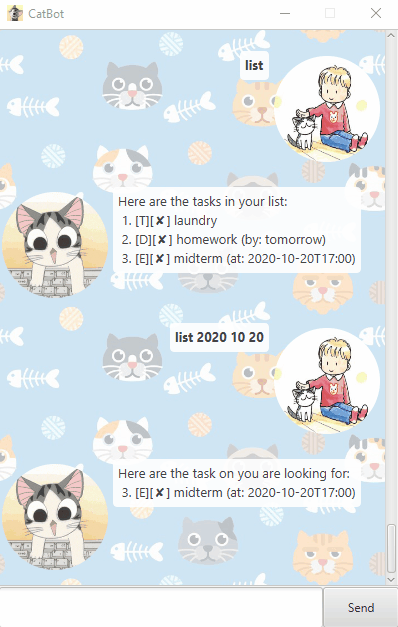 CatBot
list
Here are the tasks in your list:
1. [T][✘] laundry
2. [D][✘] homework (by: tomorrow)
3. [E][✘] midterm (at: 2020-10-20T17:00)
list 2020 10 20
Here are the task on you are looking for:
3. [E][✘] midterm (at: 2020-10-20T17:00)
Send